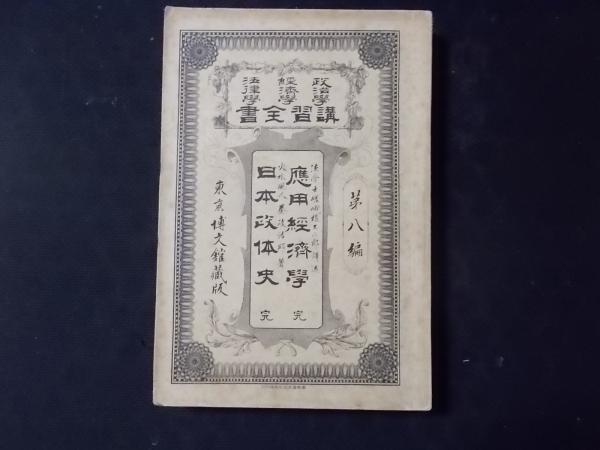 政治學
經濟學
法律學
講習全書
第八編
應用經濟學 完
日本政体史 完
東京博文館藏版